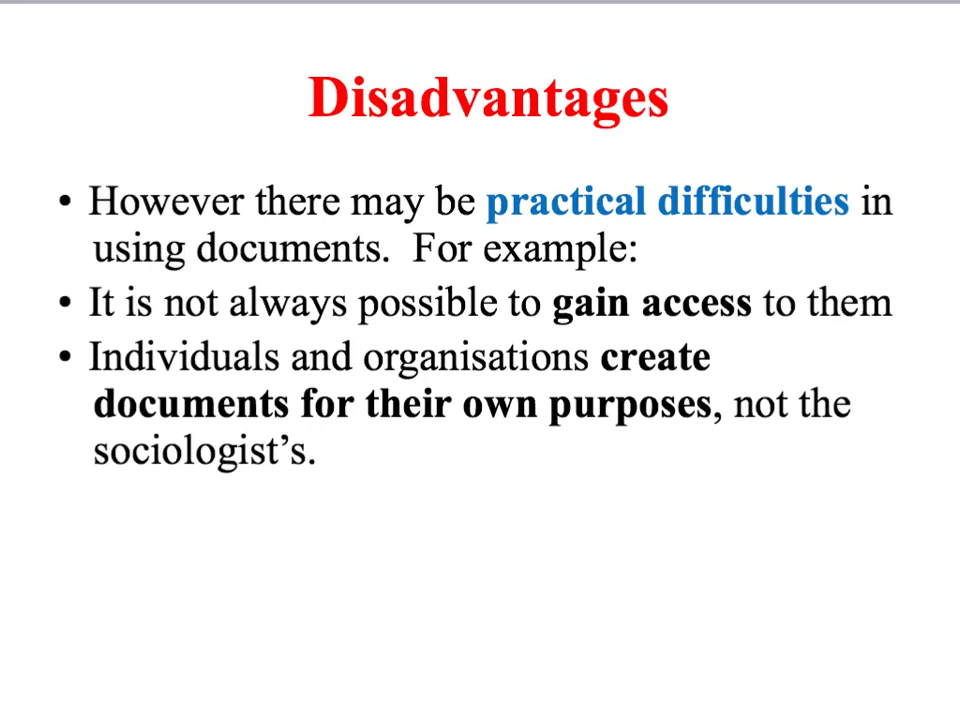 Disadvantages
• However there may be practical difficulties in
using documents.  For example:
• It is not always possible to gain access to them
• Individuals and organisations create
documents for their own purposes, not the
sociologist’s.